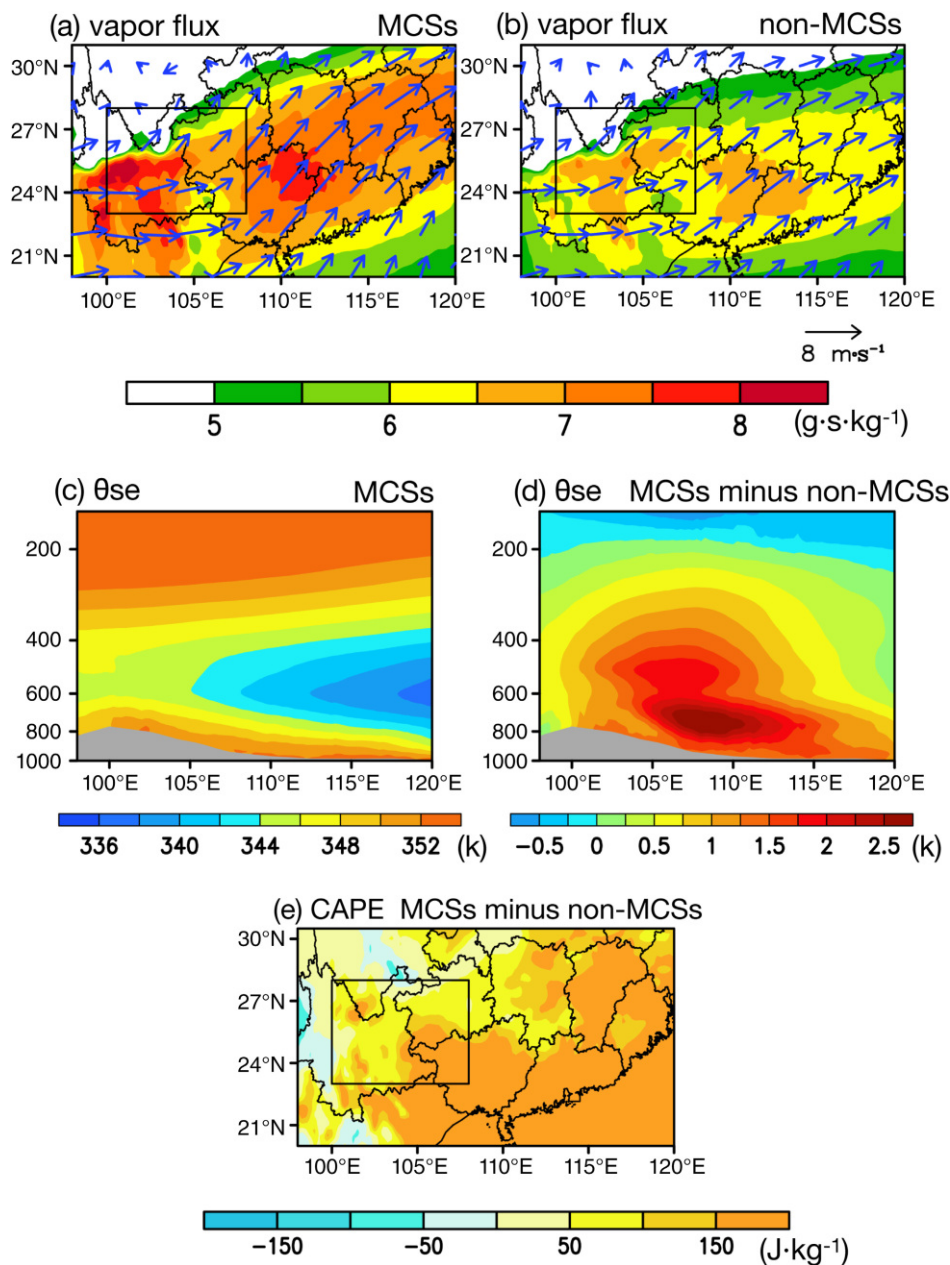 (a) vapor flux MCSs
(b) vapor flux non-MCSs
30°N
27°N
24°N
21°N
100°E 105°E 110°E 115°E 120°E
30°N
27°N
24°N
21°N
100°E 105°E 110°E 115°E 120°E
8 m·s⁻¹
5 6 7 8 (g·s·kg⁻¹)
(c) θse MCSs
(d) θse MCSs minus non-MCSs
200
400
600
800
1000
100°E 105°E 110°E 115°E 120°E
200
400
600
800
1000
100°E 105°E 110°E 115°E 120°E
336 340 344 348 352 (k)
−0.5 0 0.5 1 1.5 2 2.5 (k)
(e) CAPE MCSs minus non-MCSs
30°N
27°N
24°N
21°N
100°E 105°E 110°E 115°E 120°E
−150 −50 50 150 (J·kg⁻¹)